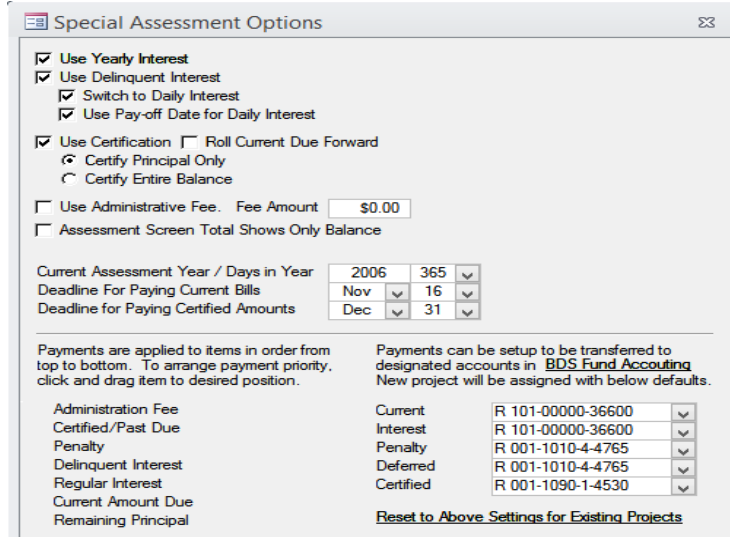 Special Assessment Options
Use Yearly Interest
Use Delinquent Interest
Switch to Daily Interest
Use Pay-off Date for Daily Interest
Use Certification Roll Current Due Forward
Certify Principal Only
Certify Entire Balance
Use Administrative Fee. Fee Amount $0.00
Assessment Screen Total Shows Only Balance
Current Assessment Year / Days in Year 2006 365
Deadline For Paying Current Bills Nov 16
Deadline for Paying Certified Amounts Dec 31
Payments are applied to items in order from
top to bottom. To arrange payment priority,
click and drag item to desired position.
Administration Fee
Certified/Past Due
Penalty
Delinquent Interest
Regular Interest
Current Amount Due
Remaining Principal
Payments can be setup to be transferred to
designated accounts in BDS Fund Accouting
New project will be assigned with below defaults.
Current R 101-00000-36600
Interest R 101-00000-36600
Penalty R 001-1010-4-4765
Deferred R 001-1010-4-4765
Certified R 001-1090-1-4530
Reset to Above Settings for Existing Projects